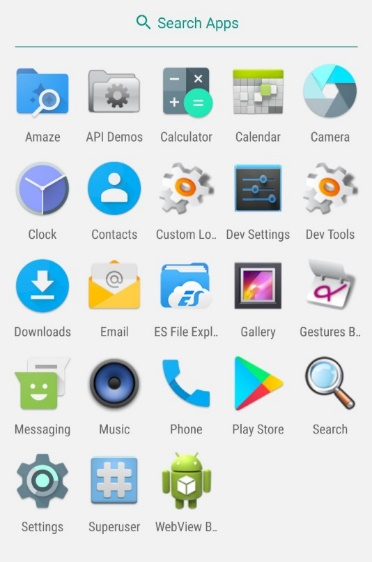 Search Apps
Amaze API Demos Calculator Calendar Camera
Clock Contacts Custom Lo.. Dev Settings Dev Tools
@
Downloads Email ES File Expl.. Gallery Gestures B..
Messaging Music Phone Play Store Search
Settings Superuser WebView B..